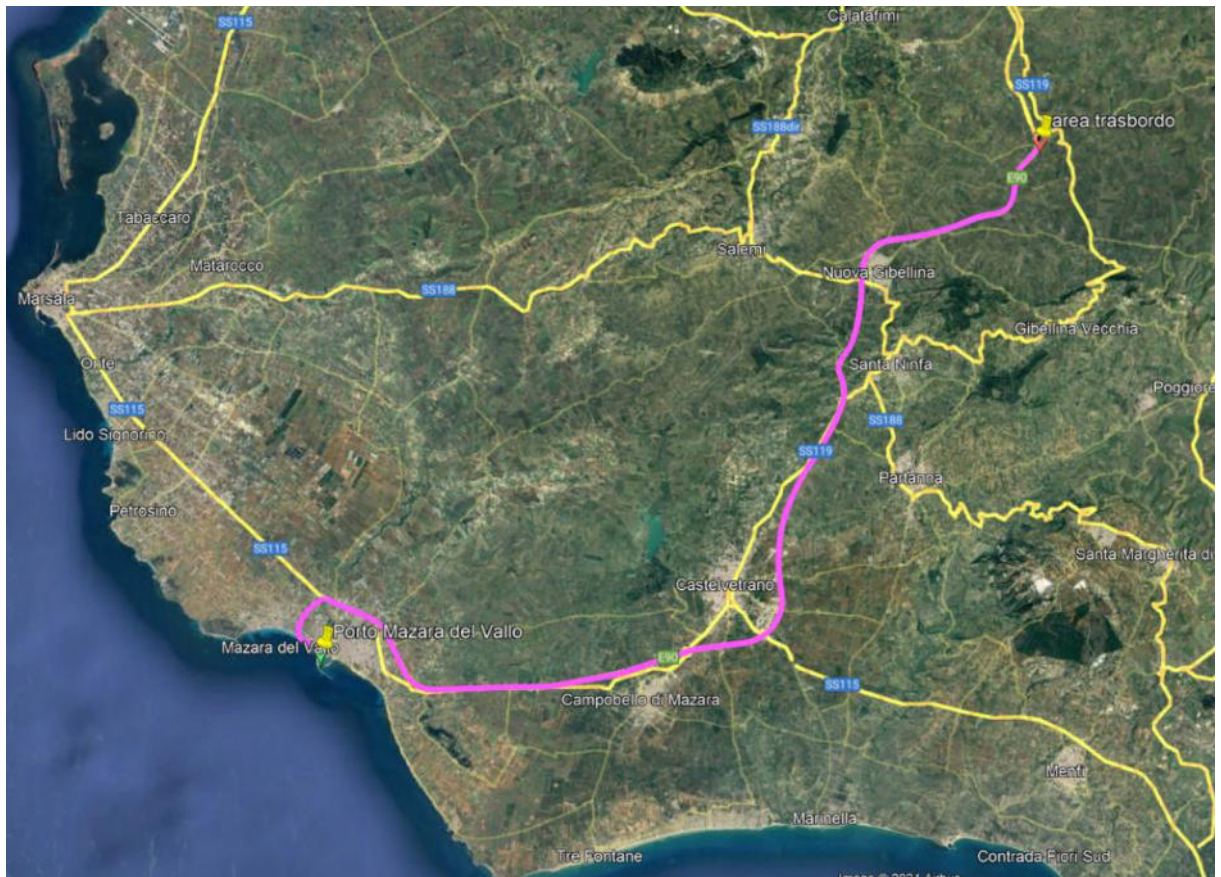 SS115
Calatafimi
SS119
SS188dir
area trasbordo
E90
Tabaccaro
Salemi
Matarocco
Nuova Gibellina
SS188
Marsala
Gibellina Vecchia
Santa Ninfa
SS115
SS188
Lido Signorino
SS119
Partanna
Petrosino
SS115
Santa Margherita di
Castelvetrano
Porto Mazara del Vallo
Mazara del Vallo
E90
SS115
Campobello di Mazara
Menfi
Marinella
Tre Fontane
Contrada Fiori Sud